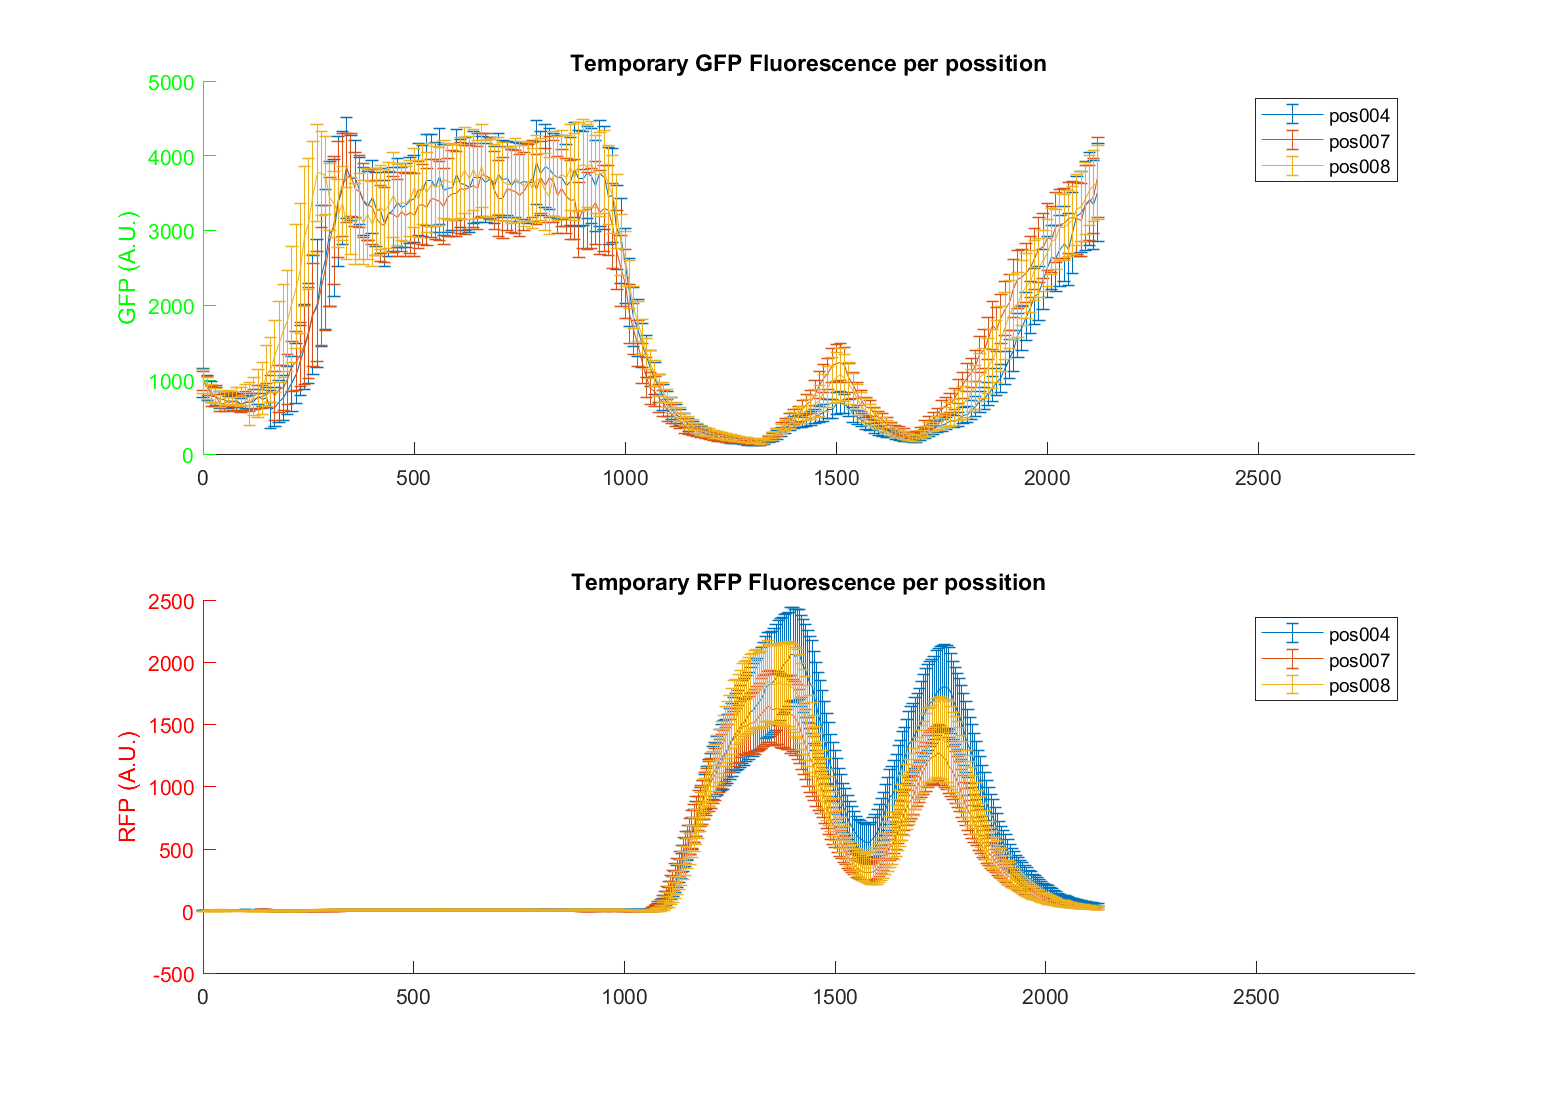 Temporary GFP Fluorescence per possition
5000
4000
3000
2000
1000
0
GFP (A.U.)
0 500 1000 1500 2000 2500
pos004
pos007
pos008
Temporary RFP Fluorescence per possition
2500
2000
1500
1000
500
0
-500
RFP (A.U.)
0 500 1000 1500 2000 2500
pos004
pos007
pos008